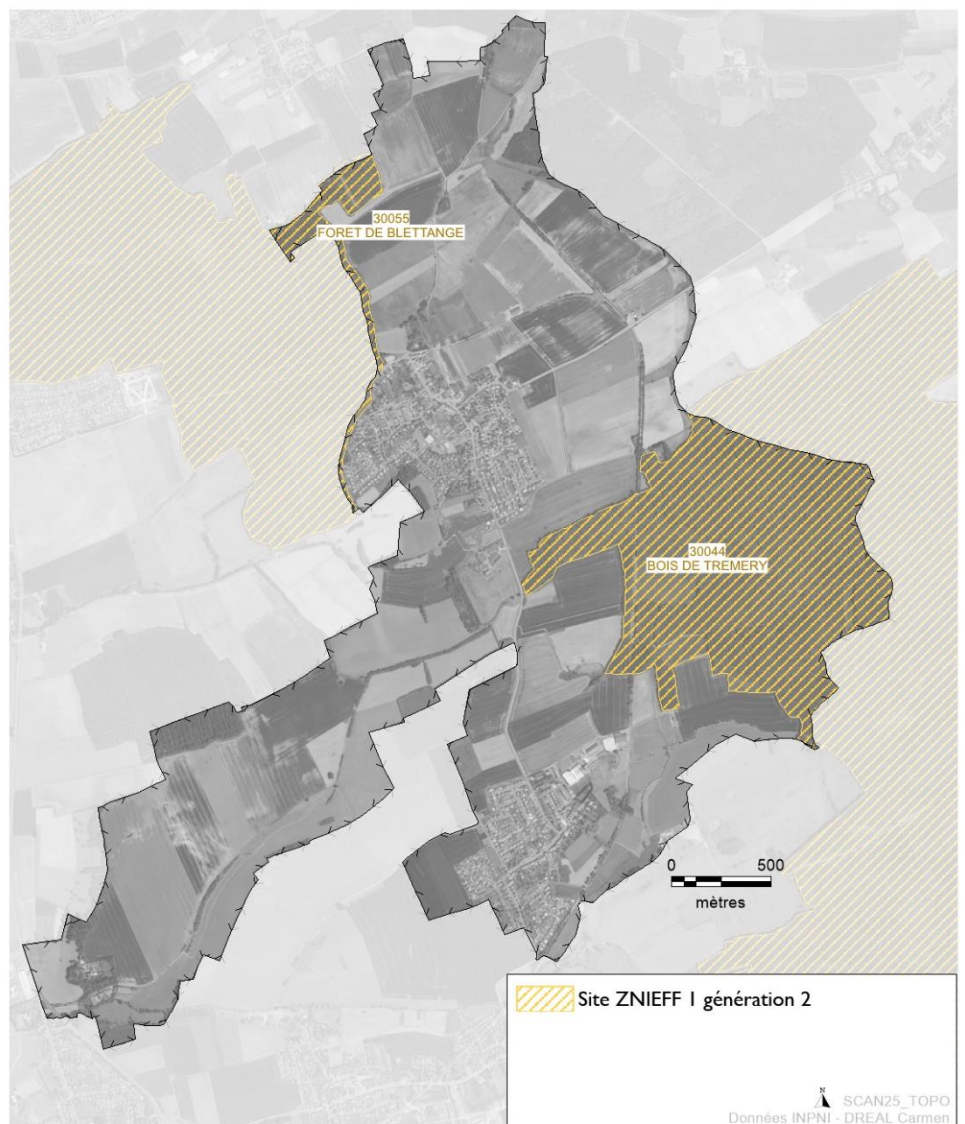 30055
FORET DE BLETTANGE
30044
BOIS DE TREMERY
0 500
mètres
Site ZNIEFF 1 génération 2
N
SCAN25_TOPO
Données INPNI - DREAL Carmen